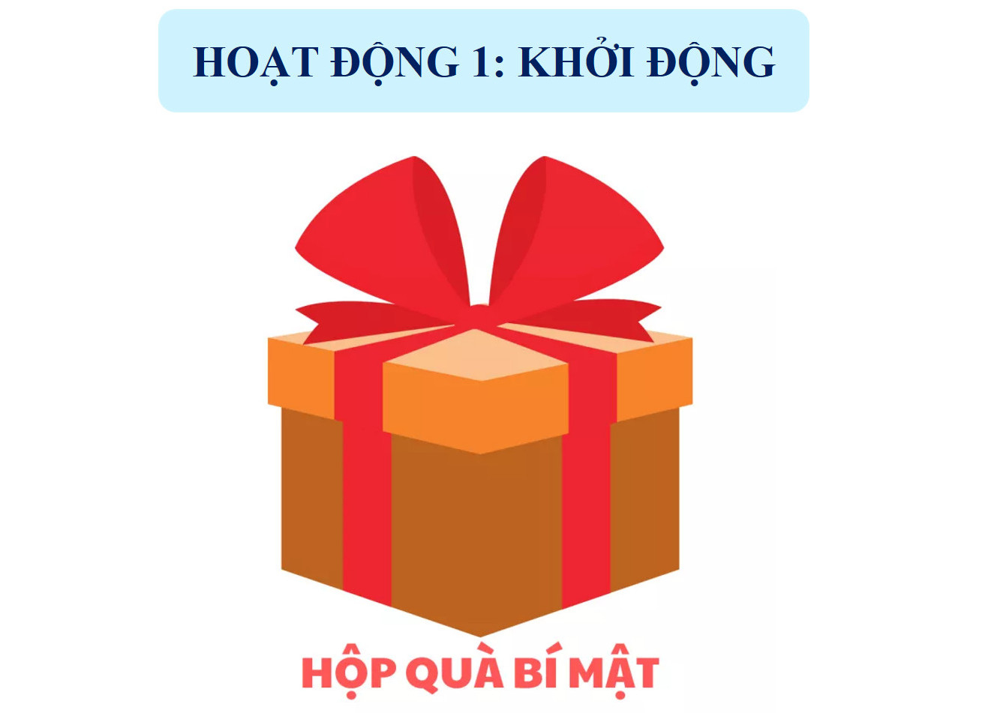 HOẠT ĐỘNG 1: KHỞI ĐỘNG
HỘP QUÀ BÍ MẬT